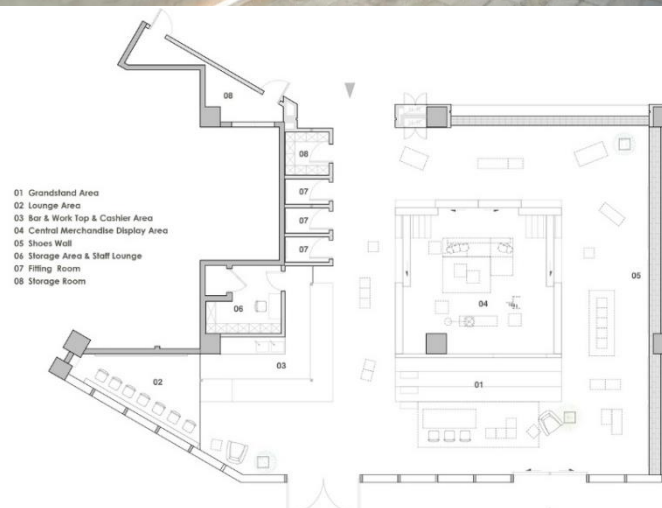 01 Grandstand Area
02 Lounge Area
03 Bar & Work Top & Cashier Area
04 Central Merchandise Display Area
05 Shoes Wall
06 Storage Area & Staff Lounge
07 Fitting Room
08 Storage Room
08
08
07
07
07
06
05
04
03
02
01